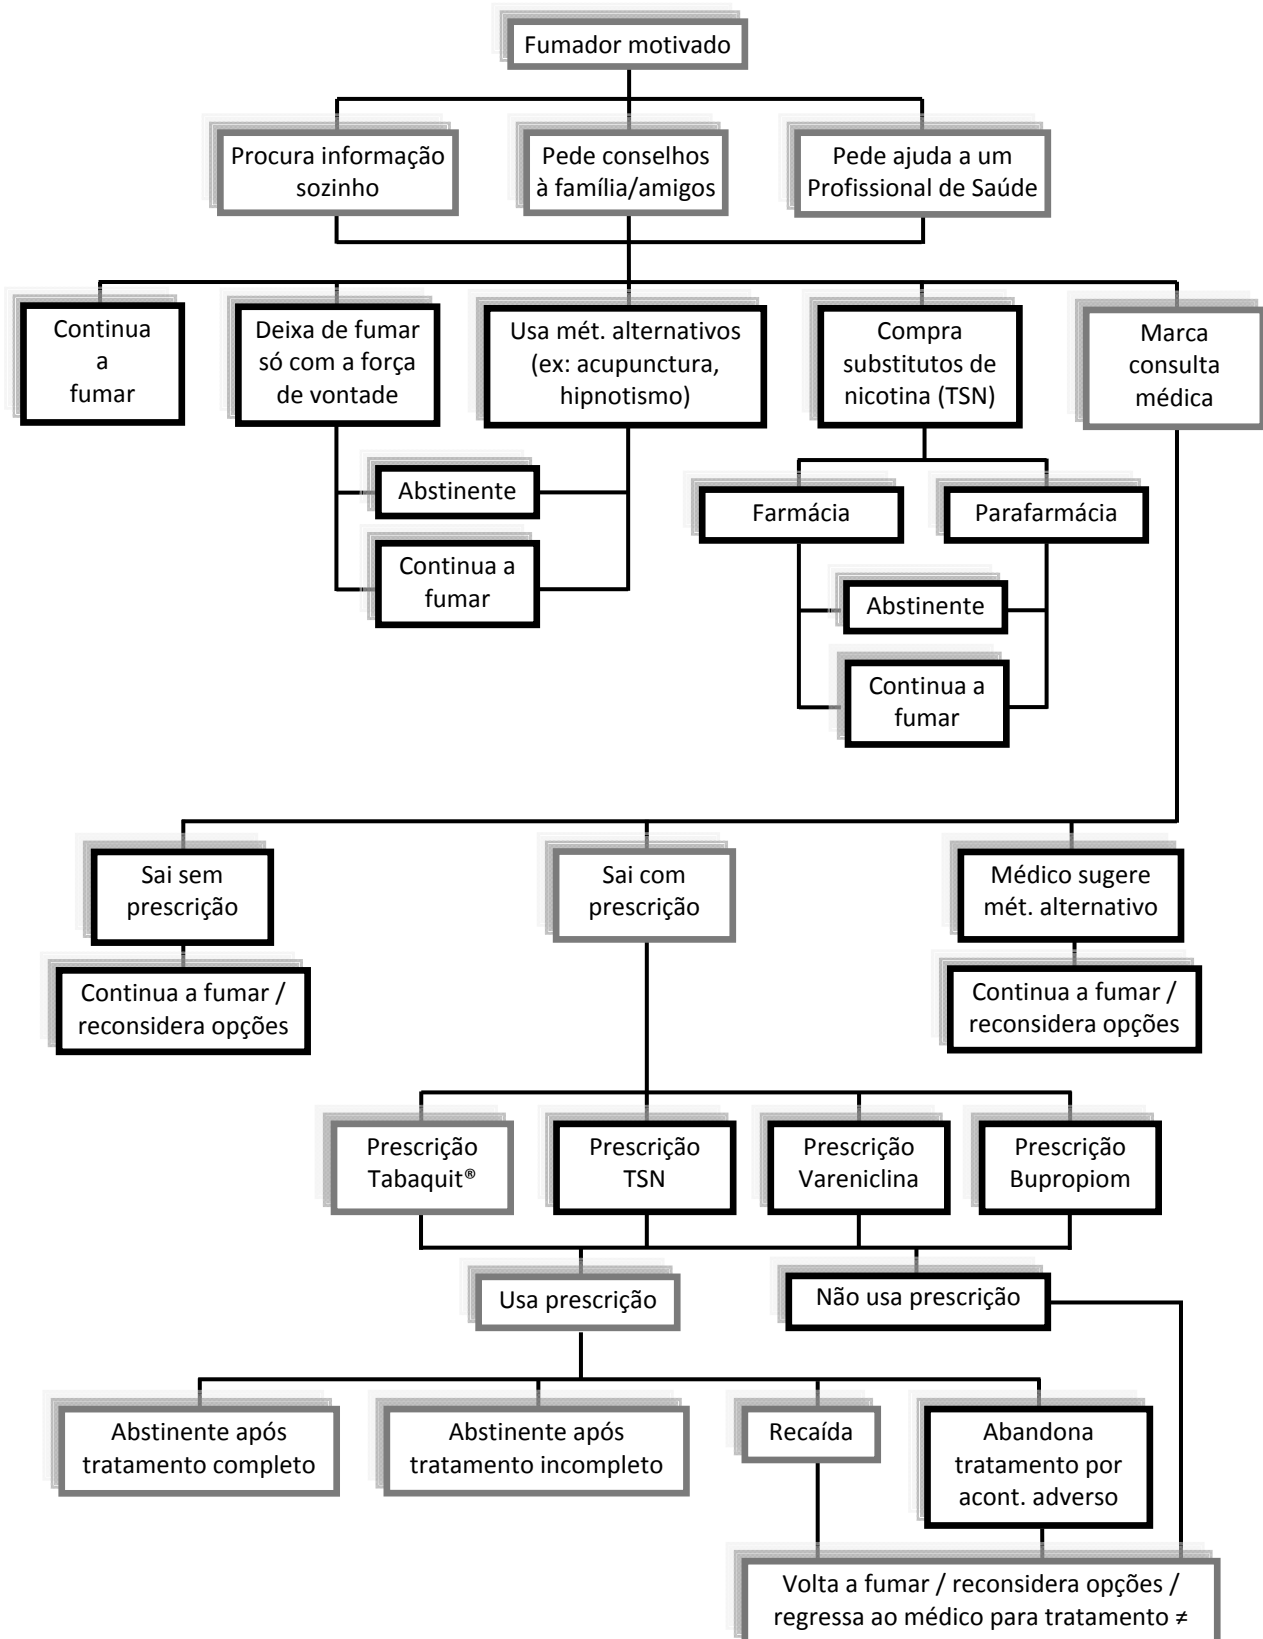 Fumador motivado
Procura informação
sozinho
Pede conselhos
à família/amigos
Pede ajuda a um
Profissional de Saúde
Continua
a
fumar
Deixa de fumar
só com a força
de vontade
Usa mét. alternativos
(ex: acupunctura,
hipnotismo)
Compra
substitutos de
nicotina (TSN)
Marca
consulta
médica
Abstinente
Continua a
fumar
Farmácia
Parafarmácia
Abstinente
Continua a
fumar
Sai sem
prescrição
Sai com
prescrição
Médico sugere
mét. alternativo
Continua a fumar /
reconsidera opções
Continua a fumar /
reconsidera opções
Prescrição
Tabaquit®
Prescrição
TSN
Prescrição
Vareniclina
Prescrição
Bupropiom
Usa prescrição
Não usa prescrição
Abstinente após
tratamento completo
Abstinente após
tratamento incompleto
Recaída
Abandona
tratamento por
acont. adverso
Volta a fumar / reconsidera opções /
regressa ao médico para tratamento ≠